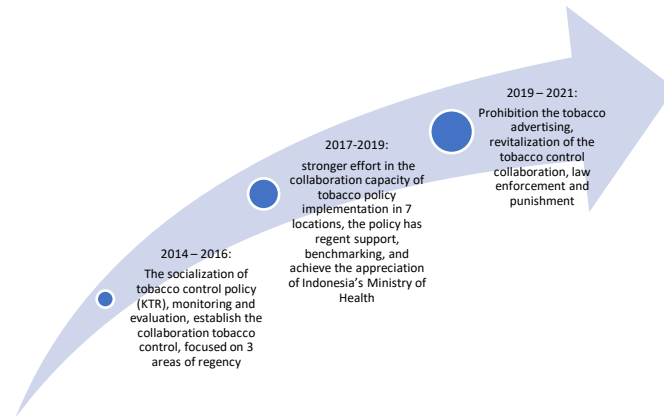 2014 – 2016:
The socialization of
tobacco control policy
(KTR), monitoring and
evaluation, establish the
collaboration tobacco
control, focused on 3
areas of regency
2017-2019:
stronger effort in the
collaboration capacity of
tobacco policy
implementation in 7
locations, the policy has
regent support,
benchmarking, and
achieve the appreciation
of Indonesia's Ministry of
Health
2019 – 2021:
Prohibition the tobacco
advertising,
revitalization of the
tobacco control
collaboration, law
enforcement and
punishment